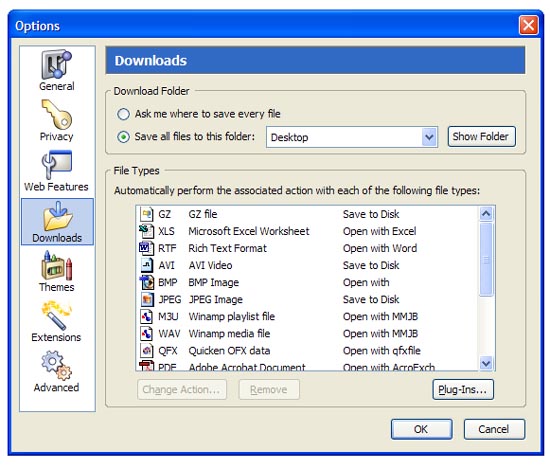 Options
General
Privacy
Web Features
Downloads
Themes
Extensions
Advanced
Downloads
Download Folder
Ask me where to save every file
Save all files to this folder: Desktop Show Folder
File Types
Automatically perform the associated action with each of the following file types:
GZ GZ file Save to Disk
XLS Microsoft Excel Worksheet Open with Excel
RTF Rich Text Format Open with Word
AVI AVI Video Save to Disk
BMP BMP Image Open with
JPEG JPEG Image Save to Disk
M3U Winamp playlist file Open with MMJB
WAV Winamp media file Open with MMJB
QFX Quicken OFX data Open with qfxfile
PDF Adobe Acrobat Document Open with AcroExch
Change Action... Remove Plug-Ins...
OK Cancel